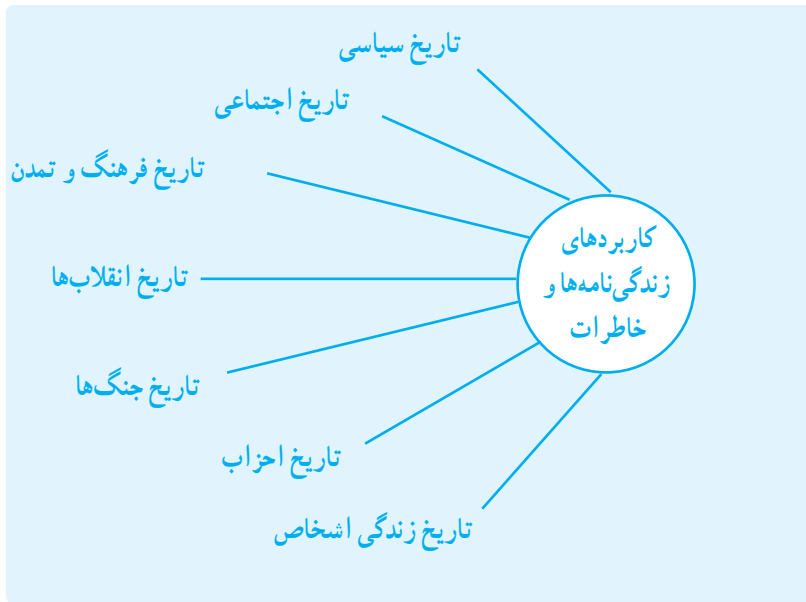 تاریخ سیاسی
تاریخ اجتماعی
تاریخ فرهنگ و تمدن
کاربردهای
زندگی‌نامه‌ها و
خاطرات
تاریخ انقلاب‌ها
تاریخ جنگ‌ها
تاریخ احزاب
تاریخ زندگی اشخاص